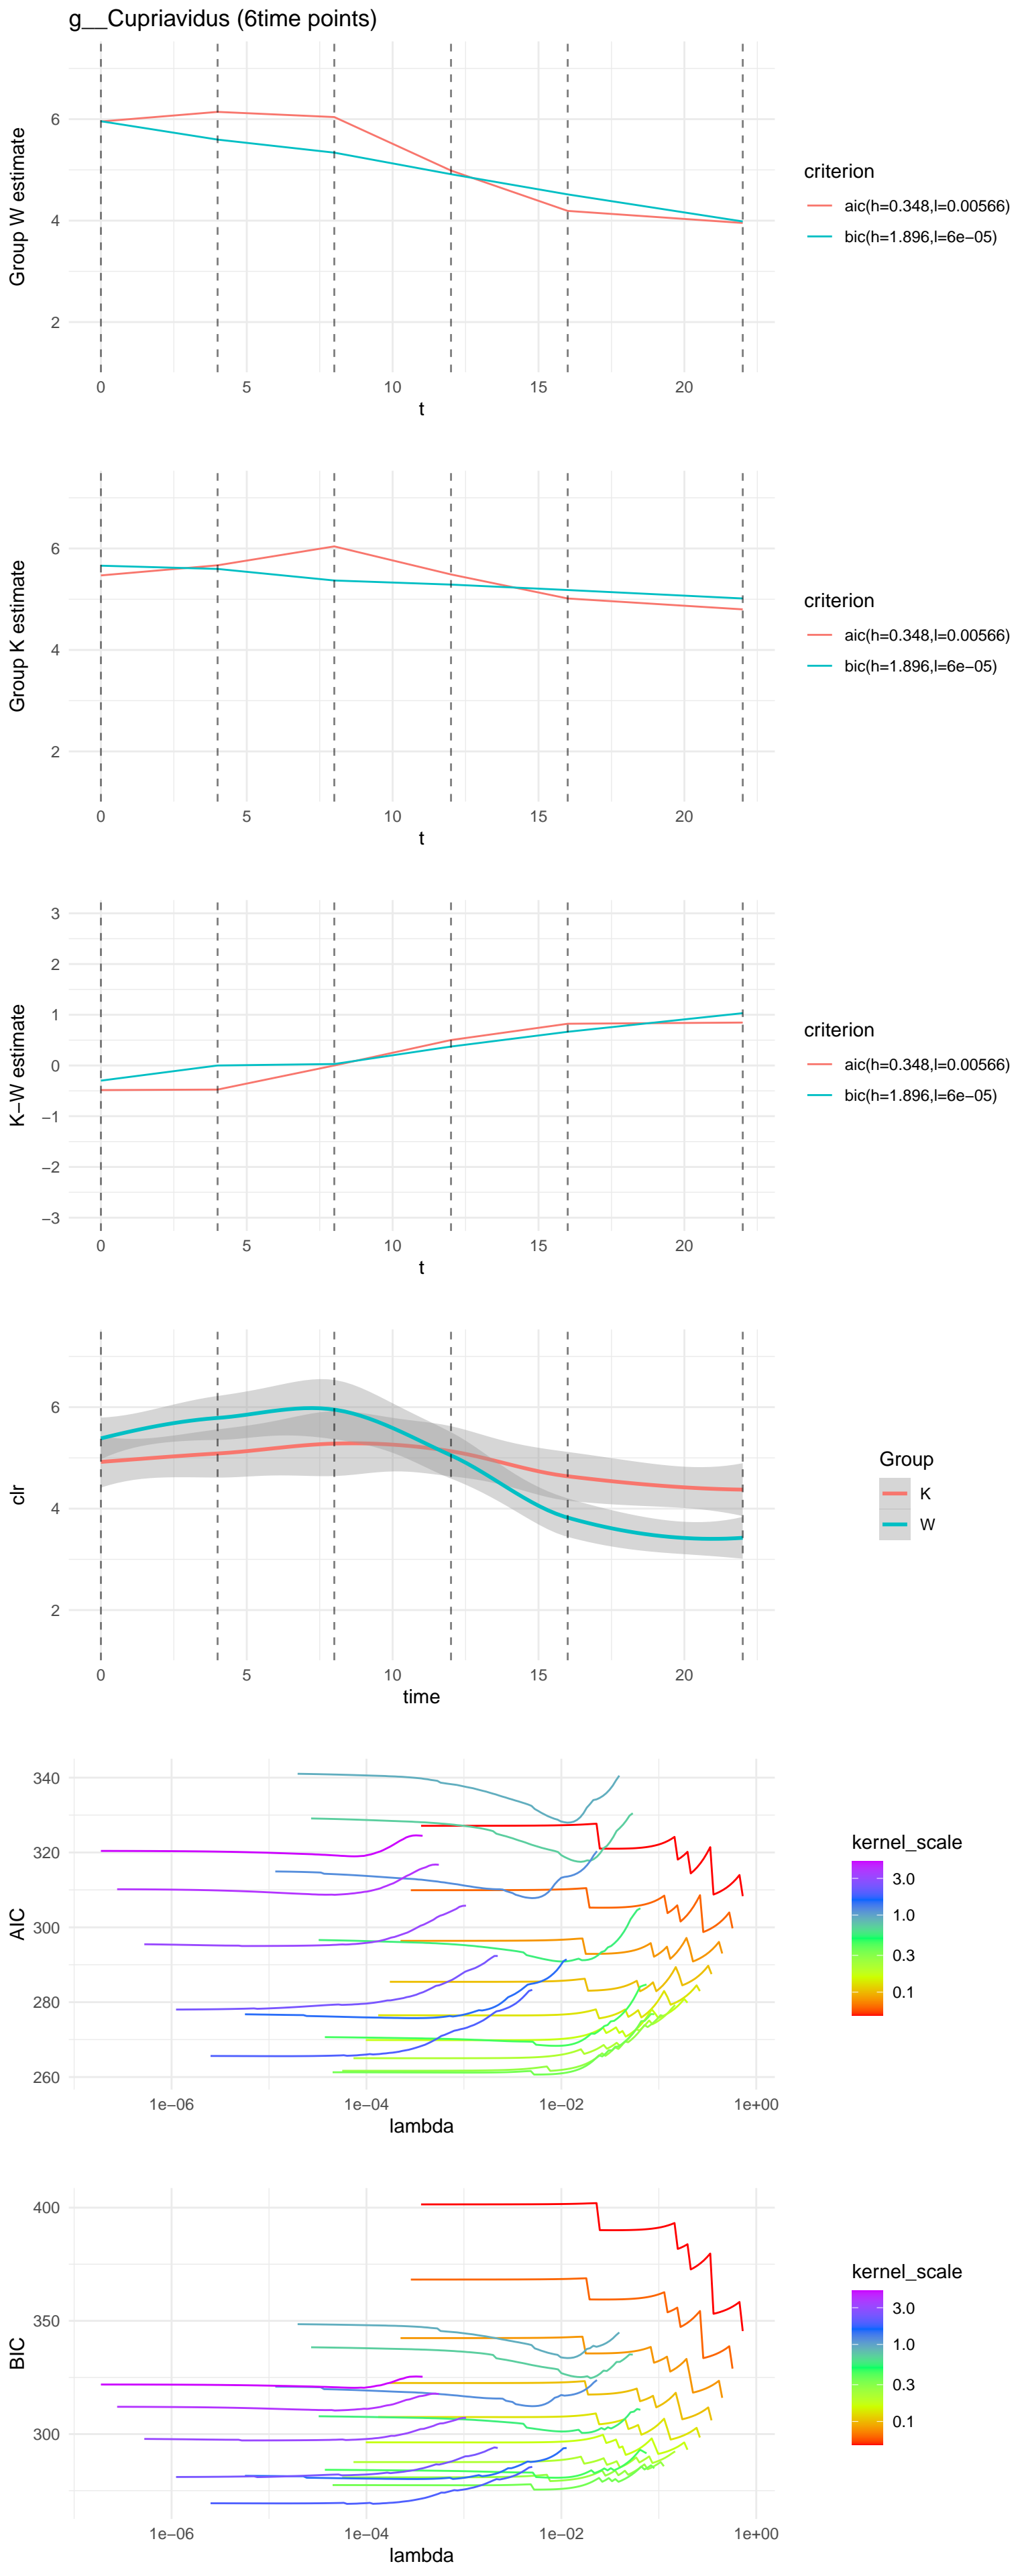 g__Cupriavidus (6time points)
Group W estimate
6
4
2
0 5 10 15 20
t
criterion
aic(h=0.348,l=0.00566)
bic(h=1.896,l=6e−05)
Group K estimate
6
4
2
0 5 10 15 20
t
criterion
aic(h=0.348,l=0.00566)
bic(h=1.896,l=6e−05)
K−W estimate
3
2
1
0
−1
−2
−3
0 5 10 15 20
t
criterion
aic(h=0.348,l=0.00566)
bic(h=1.896,l=6e−05)
clr
6
4
2
0 5 10 15 20
time
Group
K
W
AIC
340
320
300
280
260
1e−06 1e−04 1e−02 1e+00
lambda
kernel_scale
3.0
1.0
0.3
0.1
BIC
400
350
300
1e−06 1e−04 1e−02 1e+00
lambda
kernel_scale
3.0
1.0
0.3
0.1